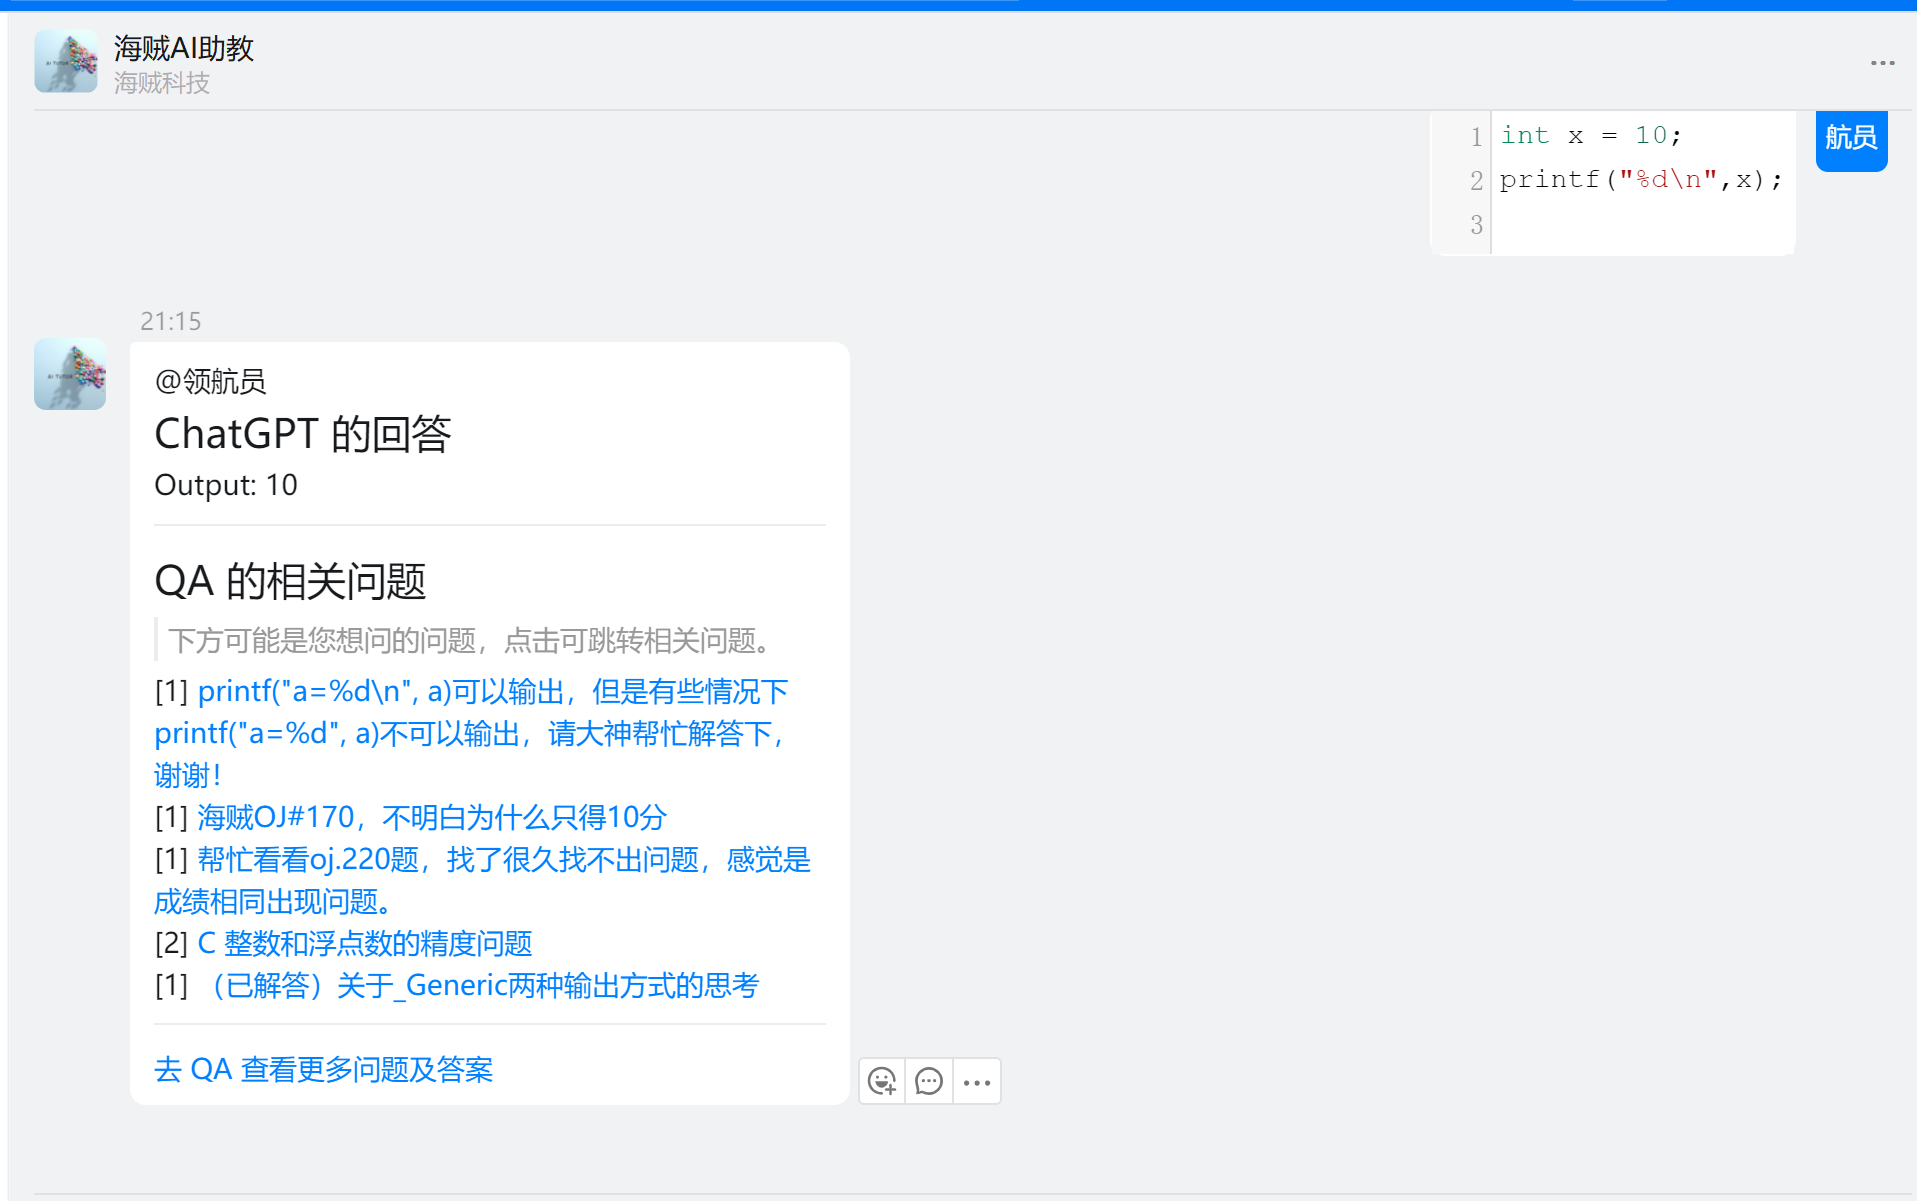 海贼AI助教
海贼科技
1 int x = 10;
2 printf("%d\n",x);
3
航员
21:15
@领航员
ChatGPT 的回答
Output: 10
QA 的相关问题
下方可能是您想问的问题，点击可跳转相关问题。
[1] printf("a=%d\n", a)可以输出，但是有些情况下
printf("a=%d", a)不可以输出，请大神帮忙解答下，
谢谢！
[1] 海贼OJ#170，不明白为什么只得10分
[1] 帮忙看看oj.220题，找了很久找不出问题，感觉是
成绩相同出现问题。
[2] C 整数和浮点数的精度问题
[1] （已解答）关于_Generic两种输出方式的思考
去 QA 查看更多问题及答案